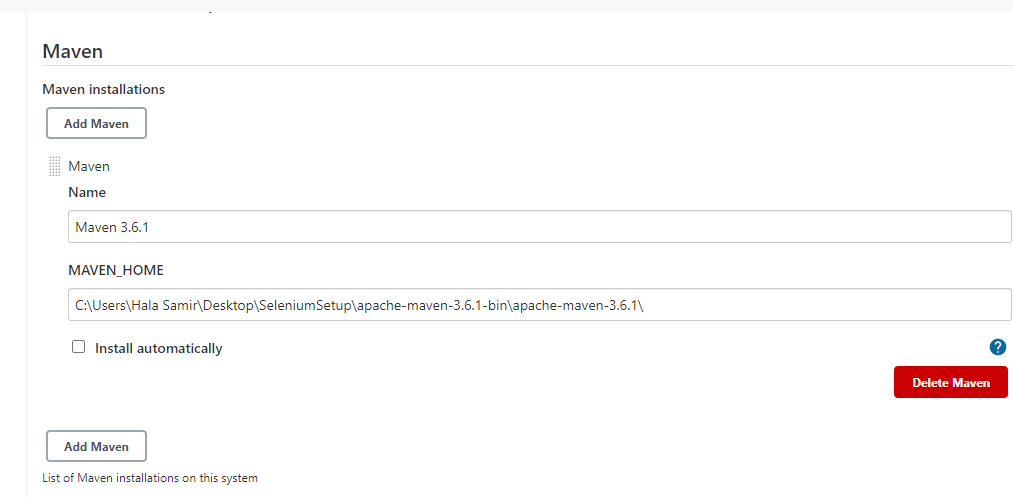 Maven
Maven installations
Add Maven
Maven
Name
Maven 3.6.1
MAVEN_HOME
C:\Users\Hala Samir\Desktop\SeleniumSetup\apache-maven-3.6.1-bin\apache-maven-3.6.1\
Install automatically
?
Delete Maven
Add Maven
List of Maven installations on this system